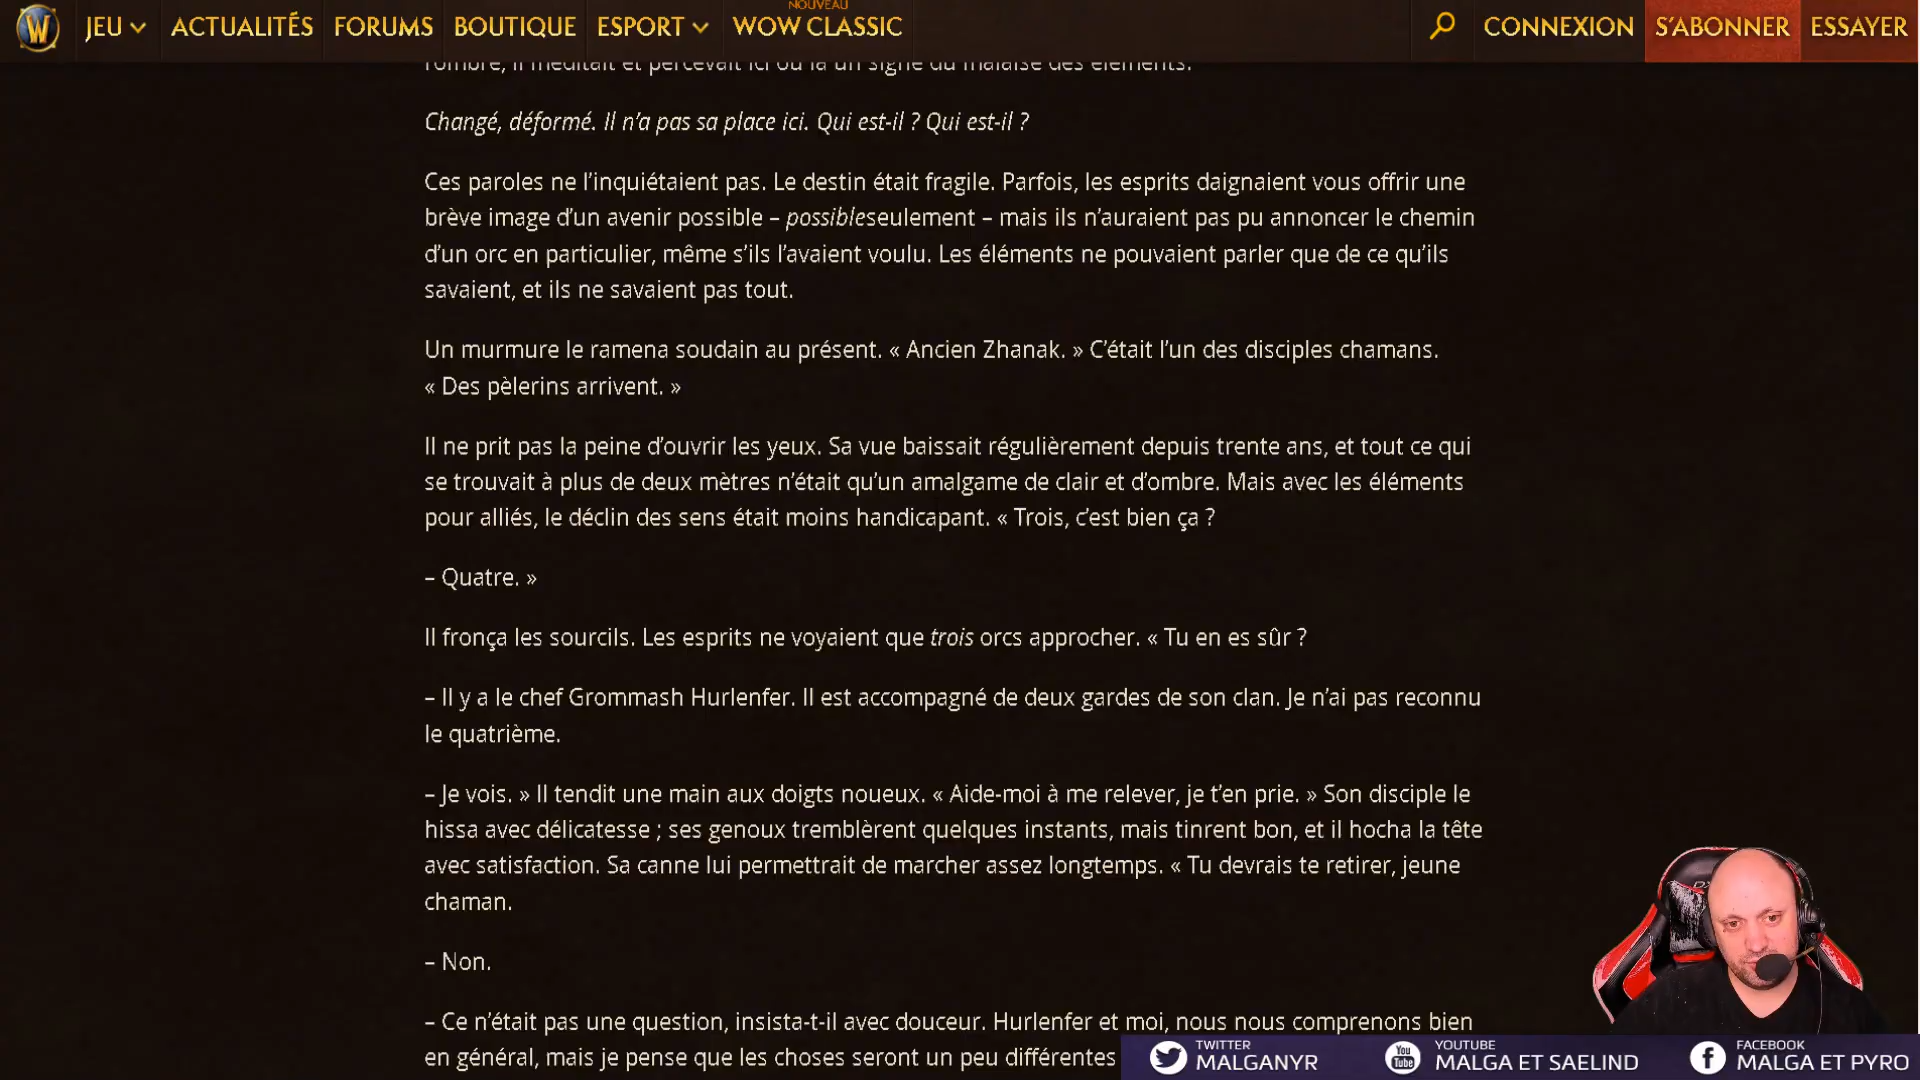 NOUVEAU
JEU ACTUALITÉS FORUMS BOUTIQUE ESPORT WOW CLASSIC CONNEXION S'ABONNER ESSAYER
l'ombre, il méditait et percevait ici ou là un signe du malaise des éléments.
Changé, déformé. Il n'a pas sa place ici. Qui est-il ? Qui est-il ?
Ces paroles ne l'inquiétaient pas. Le destin était fragile. Parfois, les esprits daignaient vous offrir une
brève image d'un avenir possible – possibleseulement – mais ils n'auraient pas pu annoncer le chemin
d'un orc en particulier, même s'ils l'avaient voulu. Les éléments ne pouvaient parler que de ce qu'ils
savaient, et ils ne savaient pas tout.
Un murmure le ramena soudain au présent. « Ancien Zhanak. » C'était l'un des disciples chamans.
« Des pèlerins arrivent. »
Il ne prit pas la peine d'ouvrir les yeux. Sa vue baissait régulièrement depuis trente ans, et tout ce qui
se trouvait à plus de deux mètres n'était qu'un amalgame de clair et d'ombre. Mais avec les éléments
pour alliés, le déclin des sens était moins handicapant. « Trois, c'est bien ça ?
– Quatre. »
Il fronça les sourcils. Les esprits ne voyaient que trois orcs approcher. « Tu en es sûr ?
– Il y a le chef Grommash Hurlenfer. Il est accompagné de deux gardes de son clan. Je n'ai pas reconnu
le quatrième.
– Je vois. » Il tendit une main aux doigts noueux. « Aide-moi à me relever, je t'en prie. » Son disciple le
hissa avec délicatesse ; ses genoux tremblèrent quelques instants, mais tinrent bon, et il hocha la tête
avec satisfaction. Sa canne lui permettrait de marcher assez longtemps. « Tu devrais te retirer, jeune
chaman.
– Non.
– Ce n'était pas une question, insista-t-il avec douceur. Hurlenfer et moi, nous nous comprenons bien
en général, mais je pense que les choses seront un peu différentes
TWITTER
MALGANYR
YOUTUBE
MALGA ET SAELIND
FACEBOOK
MALGA ET PYRO